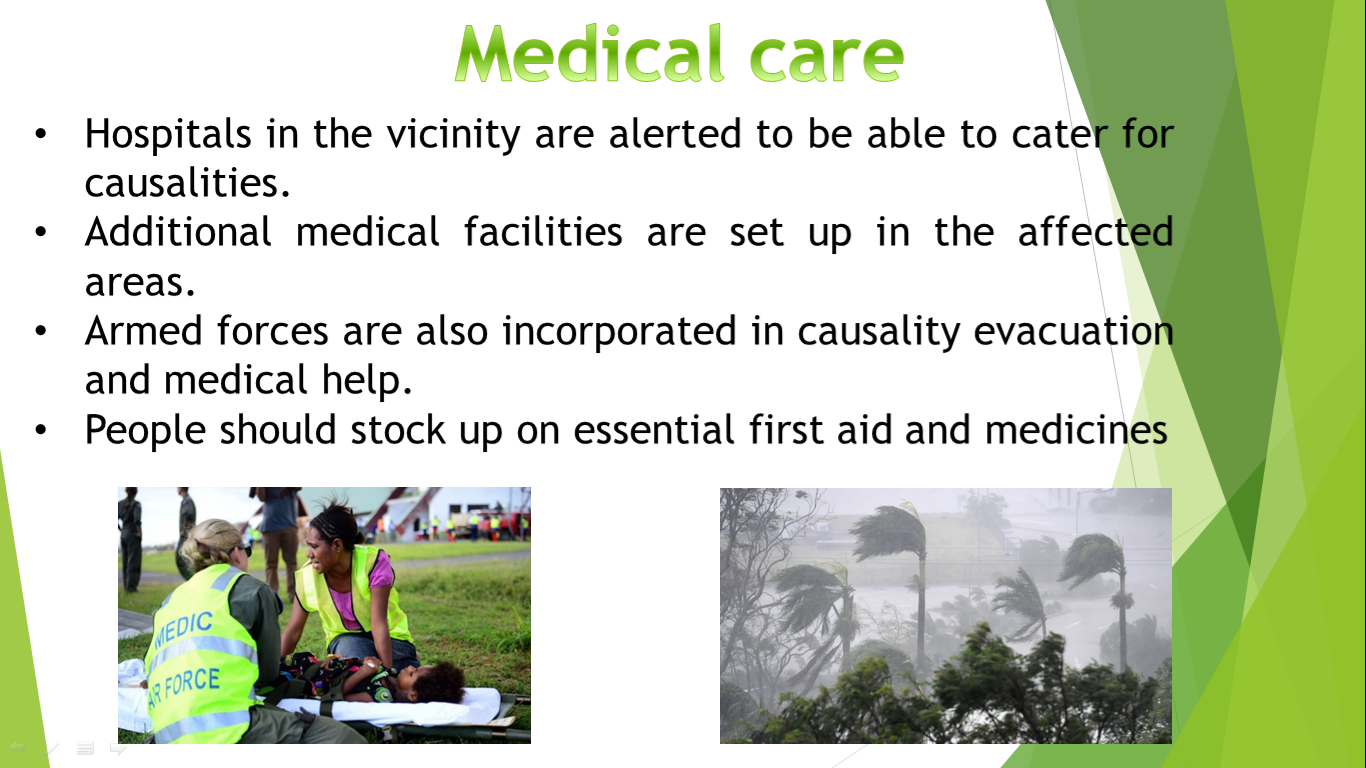 Medical care
• Hospitals in the vicinity are alerted to be able to cater for
causalities.
• Additional medical facilities are set up in the affected
areas.
• Armed forces are also incorporated in causality evacuation
and medical help.
• People should stock up on essential first aid and medicines
MEDIC
AIR FORCE